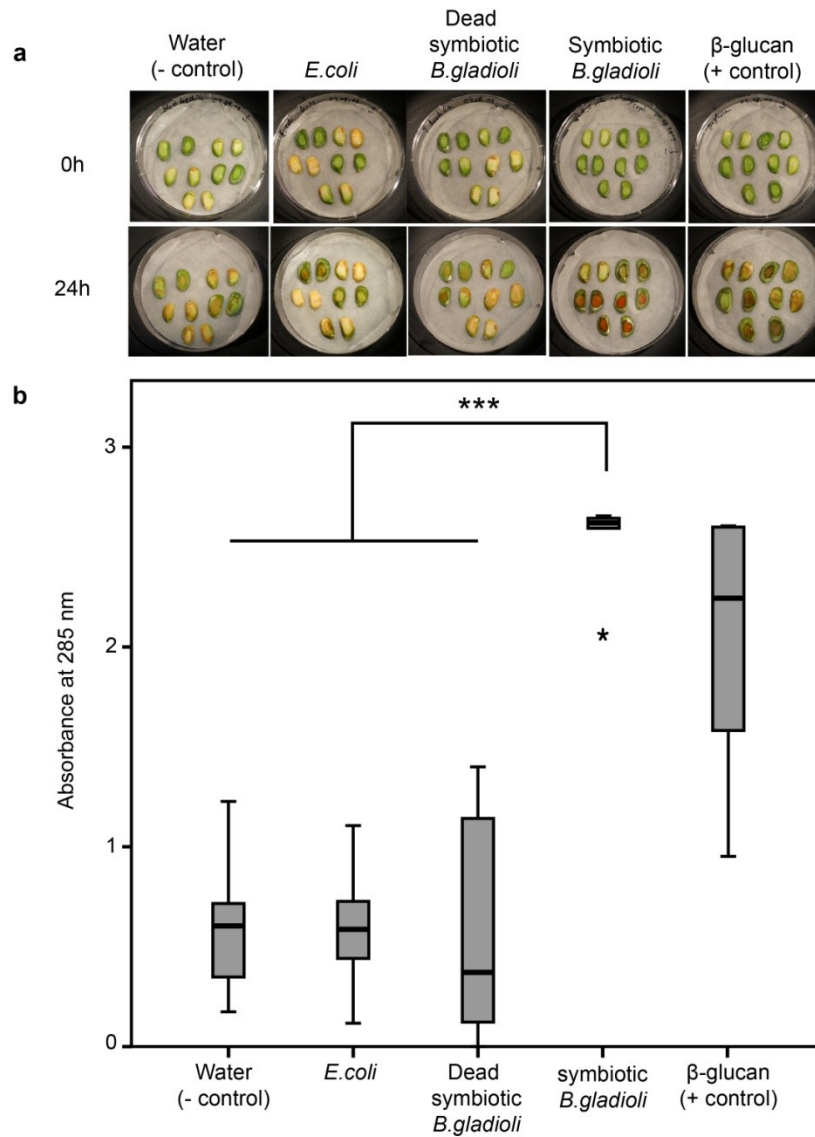 a
Water
(- control)
E.coli
Dead
symbiotic
B.gladioli
Symbiotic
B.gladioli
β-glucan
(+ control)
0h
24h
b
***
3
*
2
1
0
Absorbance at 285 nm
Water
(- control)
E.coli
Dead
symbiotic
B.gladioli
symbiotic
B.gladioli
β-glucan
(+ control)